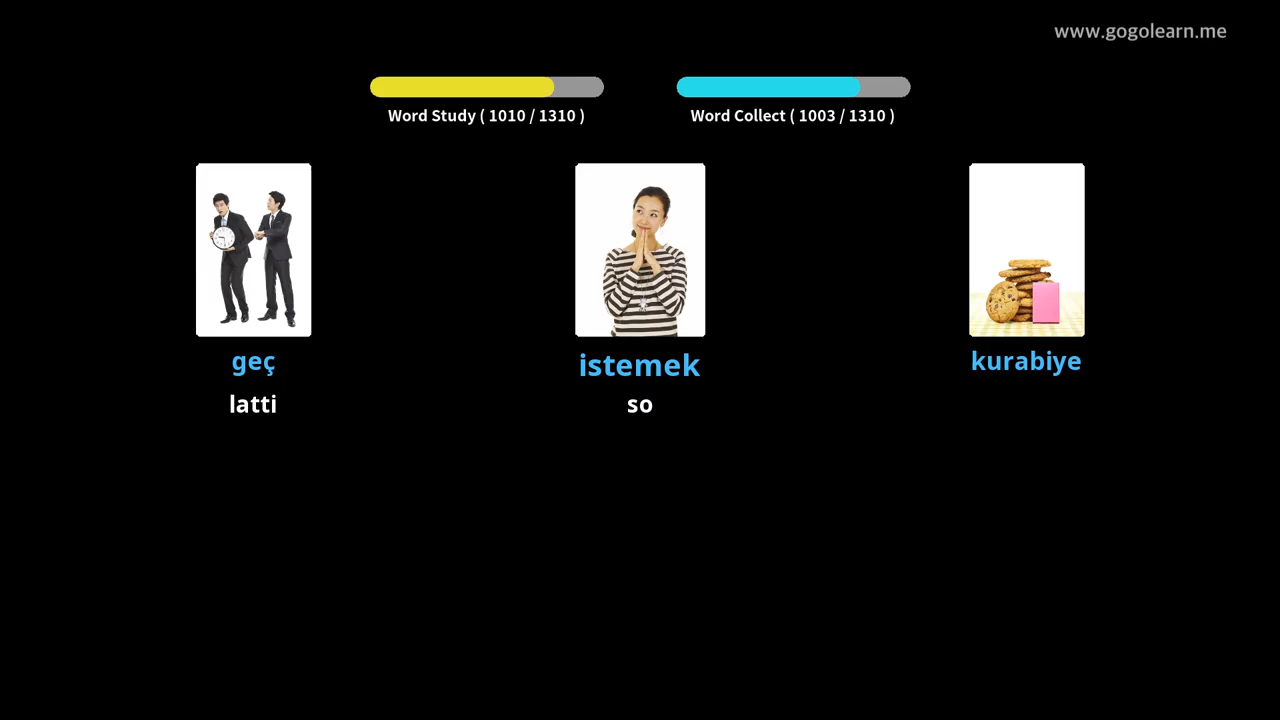 www.gogolearn.me
Word Study ( 1010 / 1310 )
Word Collect ( 1003 / 1310 )
geç
istemek
kurabiye
latti
so